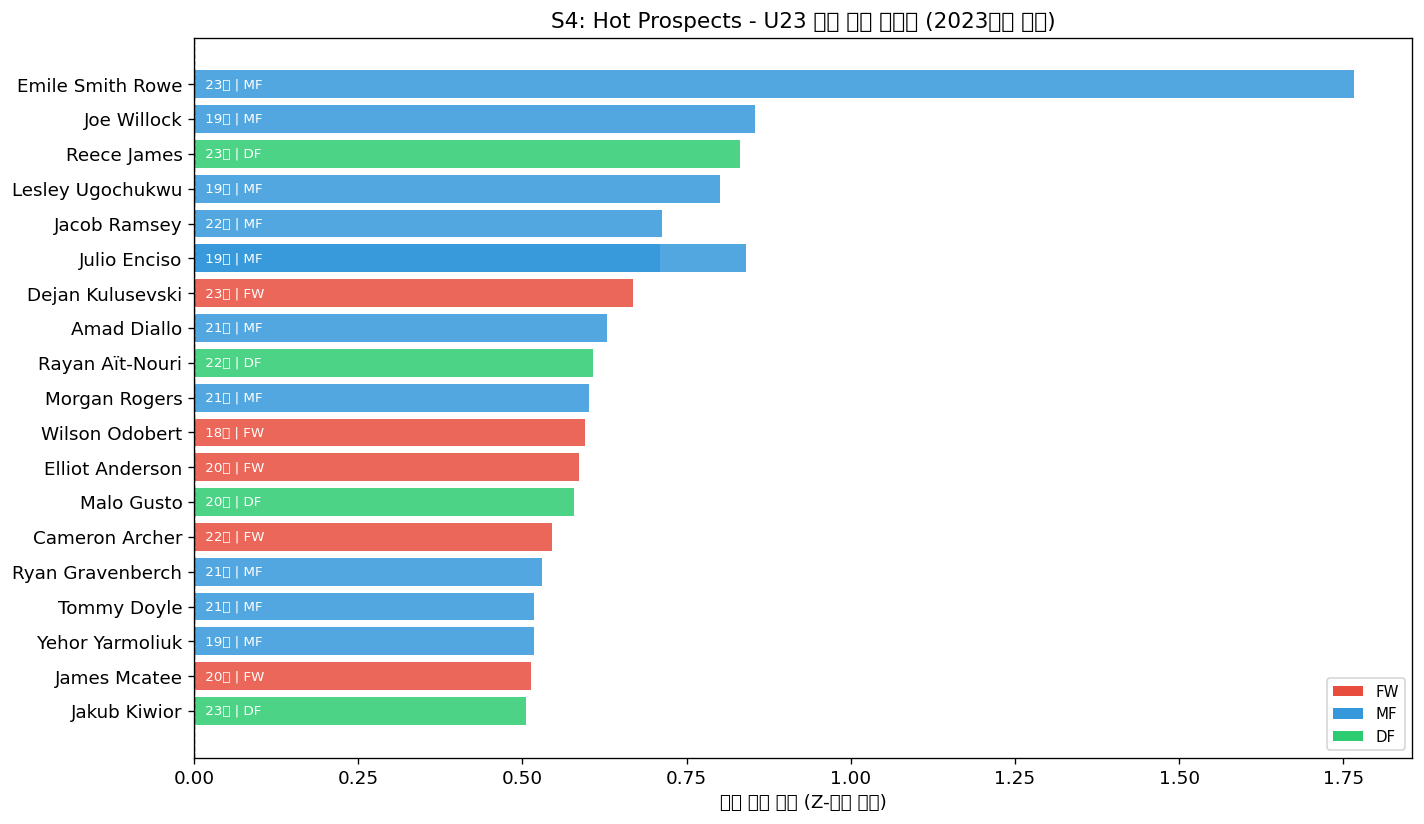 S4: Hot Prospects - U23 (2023)
Emile Smith Rowe
23 | MF
Joe Willock
19 | MF
Reece James
23 | DF
Lesley Ugochukwu
19 | MF
Jacob Ramsey
22 | MF
Julio Enciso
19 | MF
Dejan Kulusevski
23 | FW
Amad Diallo
21 | MF
Rayan Aït-Nouri
22 | DF
Morgan Rogers
21 | MF
Wilson Odobert
18 | FW
Elliot Anderson
20 | FW
Malo Gusto
20 | DF
Cameron Archer
22 | FW
Ryan Gravenberch
21 | MF
Tommy Doyle
21 | MF
Yehor Yarmoliuk
19 | MF
James Mcatee
20 | FW
Jakub Kiwior
23 | DF
FW
MF
DF
0.00 0.25 0.50 0.75 1.00 1.25 1.50 1.75
(Z-)